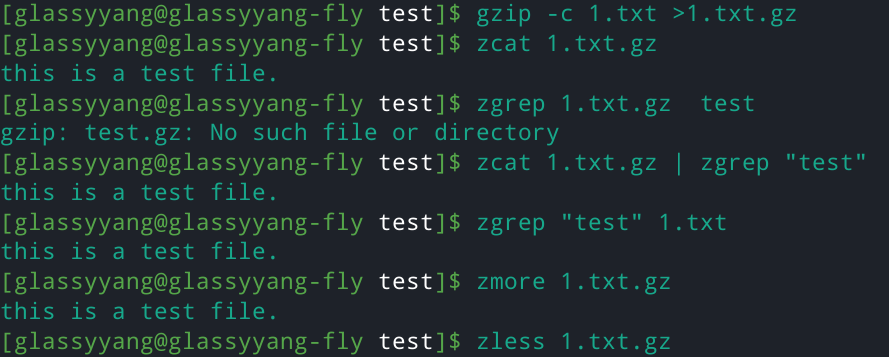 [glassyyang@glassyyang-fly test]$ gzip -c 1.txt >1.txt.gz
[glassyyang@glassyyang-fly test]$ zcat 1.txt.gz
this is a test file.
[glassyyang@glassyyang-fly test]$ zgrep 1.txt.gz  test
gzip: test.gz: No such file or directory
[glassyyang@glassyyang-fly test]$ zcat 1.txt.gz | zgrep "test"
this is a test file.
[glassyyang@glassyyang-fly test]$ zgrep "test" 1.txt
this is a test file.
[glassyyang@glassyyang-fly test]$ zmore 1.txt.gz
this is a test file.
[glassyyang@glassyyang-fly test]$ zless 1.txt.gz